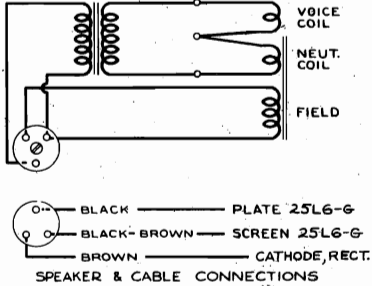 VOICE
COIL
NEUT.
COIL
FIELD
BLACK PLATE 25L6-G
BLACK-BROWN SCREEN 25L6-G
BROWN CATHODE, RECT.
SPEAKER & CABLE CONNECTIONS